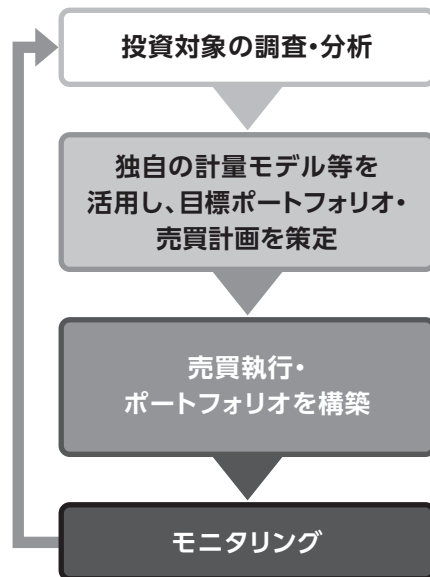 投資対象の調査・分析
独自の計量モデル等を
活用し、目標ポートフォリオ・
売買計画を策定
売買執行・
ポートフォリオを構築
モニタリング